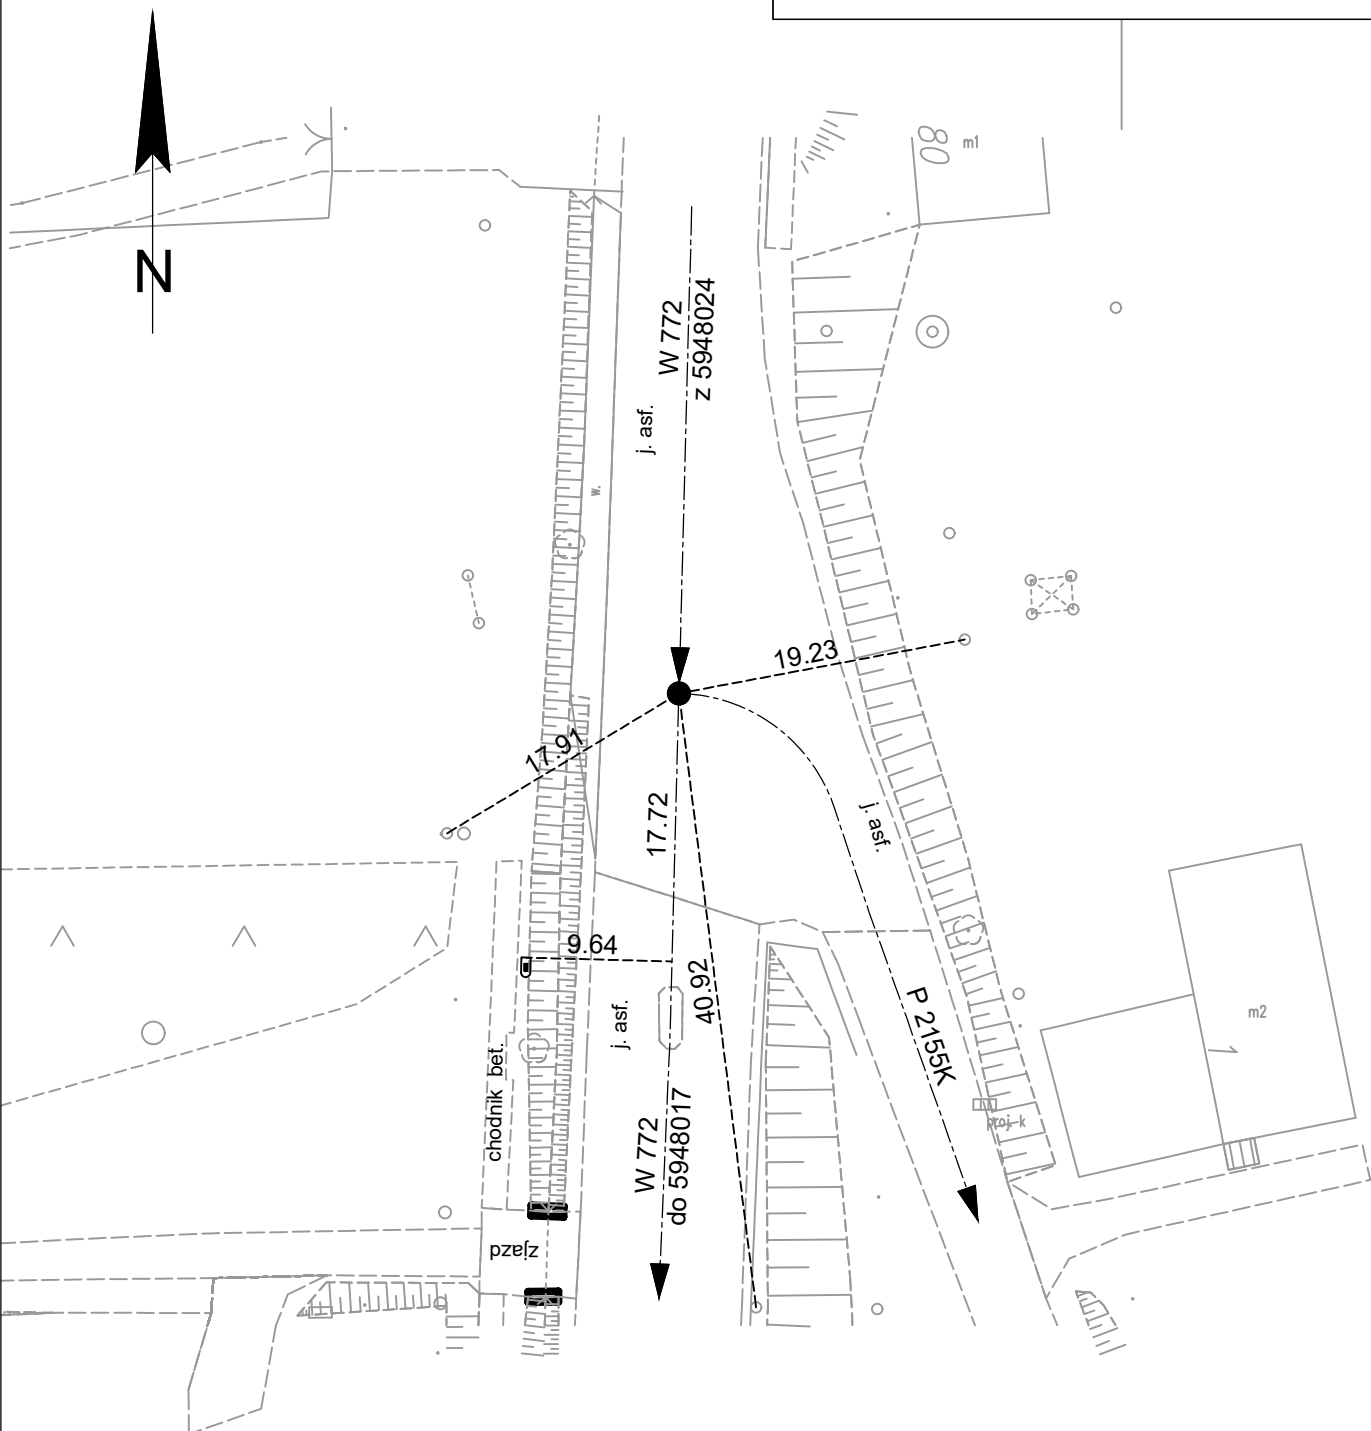 80
m1
N
W 772
z 5948024
j. asf.
w.
19.23
17.91
17.72
j. asf.
9.64
40.92
j. asf.
P 2155K
m2
1
chodnik bet.
W 772
do 5948017
proj-k
zjazd